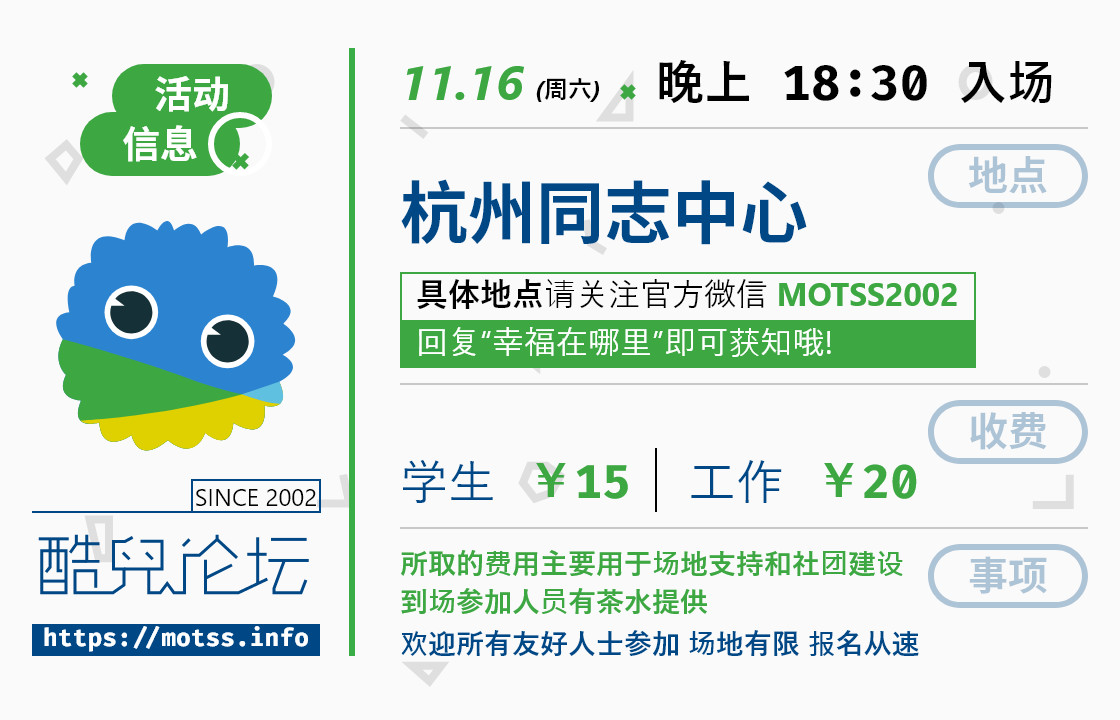 活动
信息
SINCE 2002
酷兒论坛
https://motss.info
11.16 (周六) 晚上 18:30 入场
地点
杭州同志中心
具体地点请关注官方微信 MOTSS2002
回复“幸福在哪里”即可获知哦!
收费
学生 ￥15 工作 ￥20
事项
所取的费用主要用于场地支持和社团建设
到场参加人员有茶水提供
欢迎所有友好人士参加 场地有限 报名从速